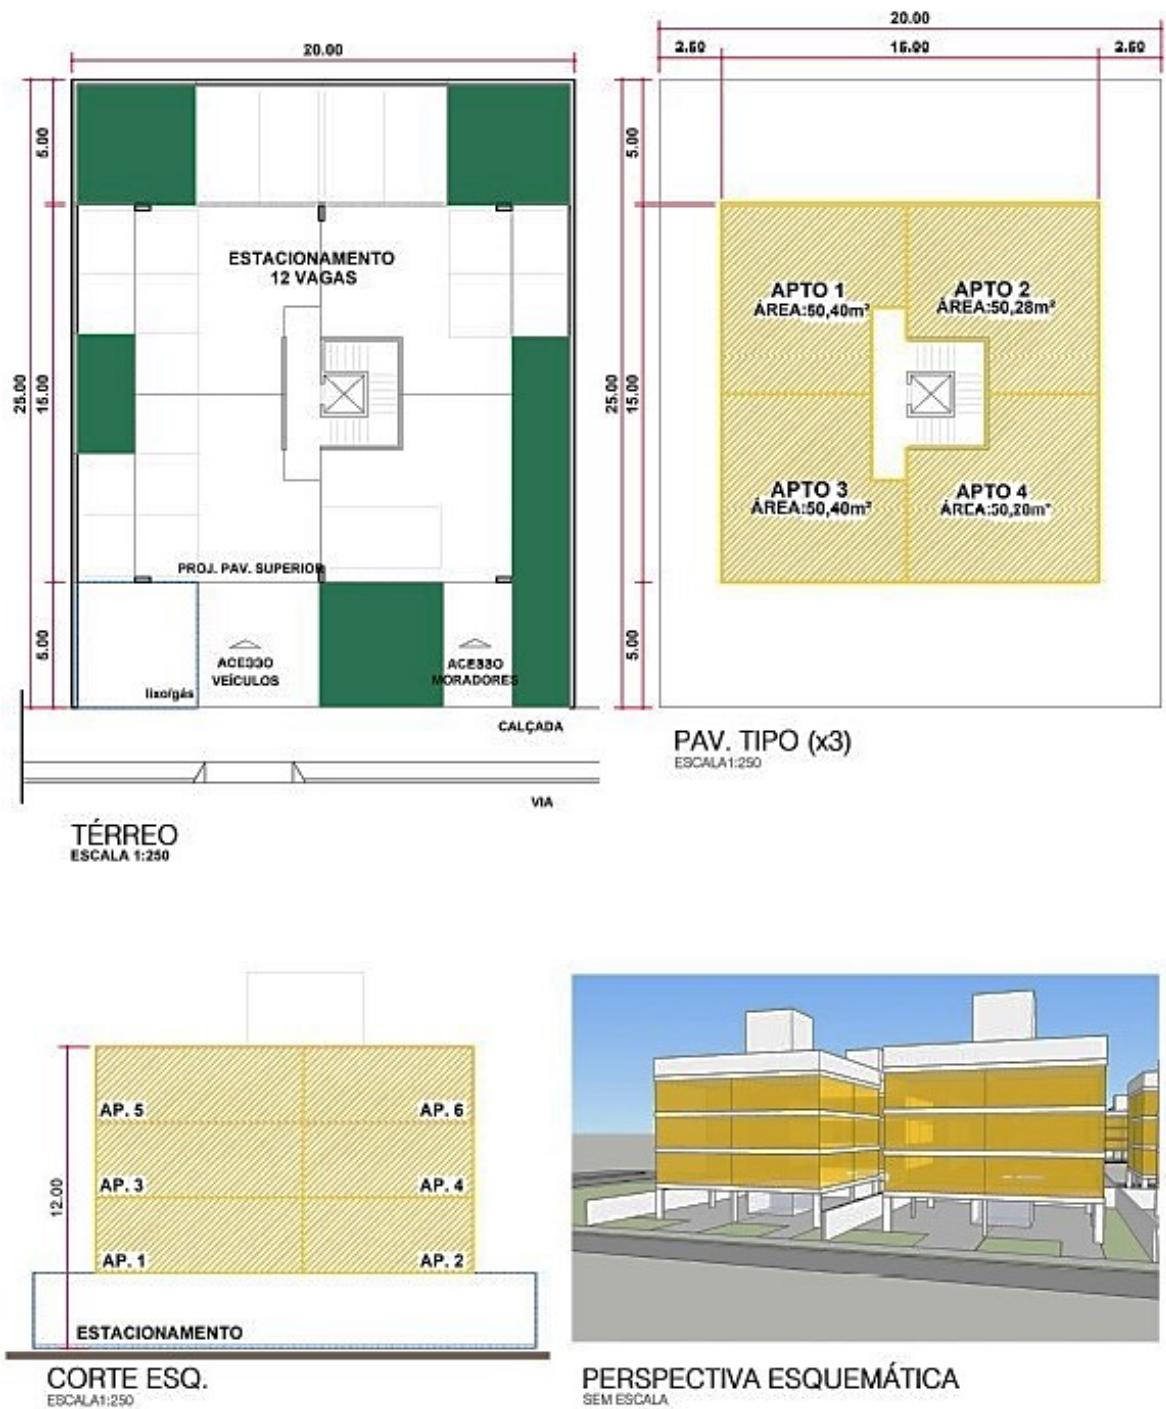 20.00
5.00
25.00
15.00
5.00
ESTACIONAMENTO
12 VAGAS
PROJ. PAV. SUPERIOR
ACESSO
VEÍCULOS
ACESSO
MORADORES
lixo/gás
CALÇADA
VIA
TÉRREO
ESCALA 1:250
20.00
2.50 15.00 2.50
5.00
25.00
15.00
5.00
APTO 1
ÁREA:50,40m²
APTO 2
ÁREA:50,28m²
APTO 3
ÁREA:50,40m²
APTO 4
PAV. TIPO (x3)
ESCALA1:250
12.00
AP. 5 AP. 6
AP. 3 AP. 4
AP. 1 AP. 2
ESTACIONAMENTO
CORTE ESQ.
ESCALA1:250
PERSPECTIVA ESQUEMÁTICA
SEM ESCALA